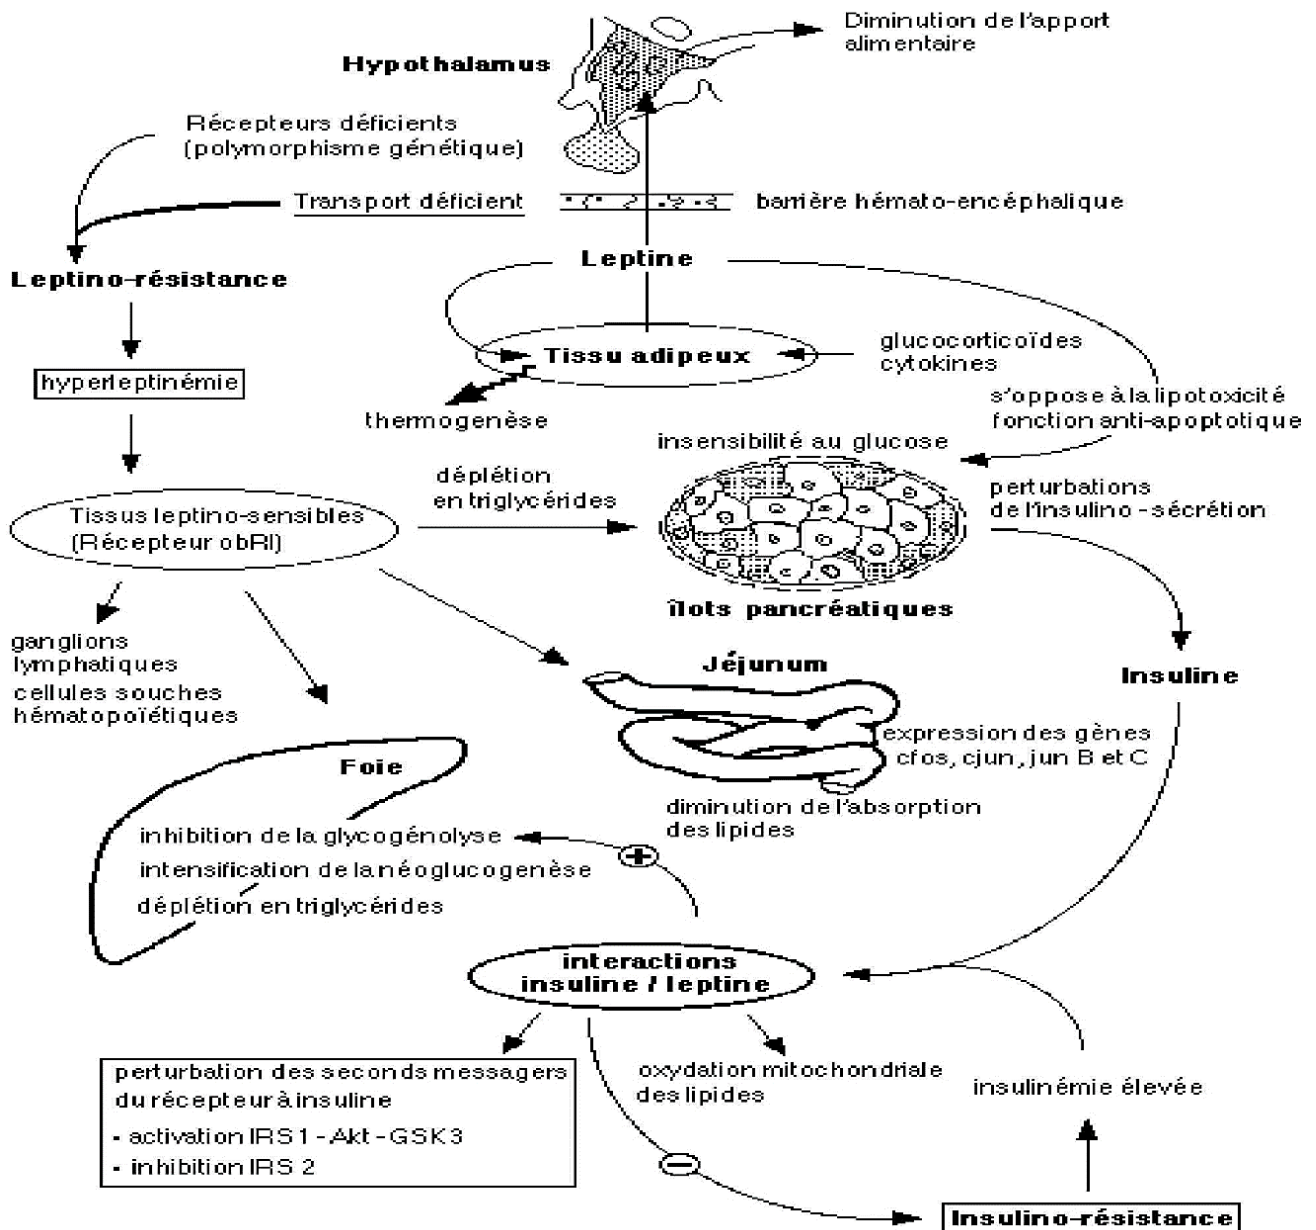 Diminution de l'apport
alimentaire
Hypothalamus
Récepteurs déficients
(polymorphisme génétique)
Transport déficient
barrière hémato-encéphalique
Leptine
Leptino-résistance
Tissu adipeux
glucocorticoïdes
cytokines
hyperleptinémie
thermogenèse
s'oppose à la lipotoxicité
fonction anti-apoptotique
insensibilité au glucose
déplétion
en triglycérides
perturbations
de l'insulino-sécrétion
Tissus leptino-sensibles
(Récepteur obRl)
îlots pancréatiques
ganglions
lymphatiques
cellules souches
hématopoïétiques
Jéjunum
Insuline
expression des gènes
cfos, cjun, jun B et C
Foie
diminution de l'absorption
des lipides
inhibition de la glycogénolyse
+
intensification de la néoglucogenèse
déplétion en triglycérides
interactions
insuline / leptine
perturbation des seconds messagers
du récepteur à insuline
- activation IRS 1 - Akt - GSK 3
- inhibition IRS 2
oxydation mitochondriale
des lipides
insulinémie élevée
−
Insulino-résistance